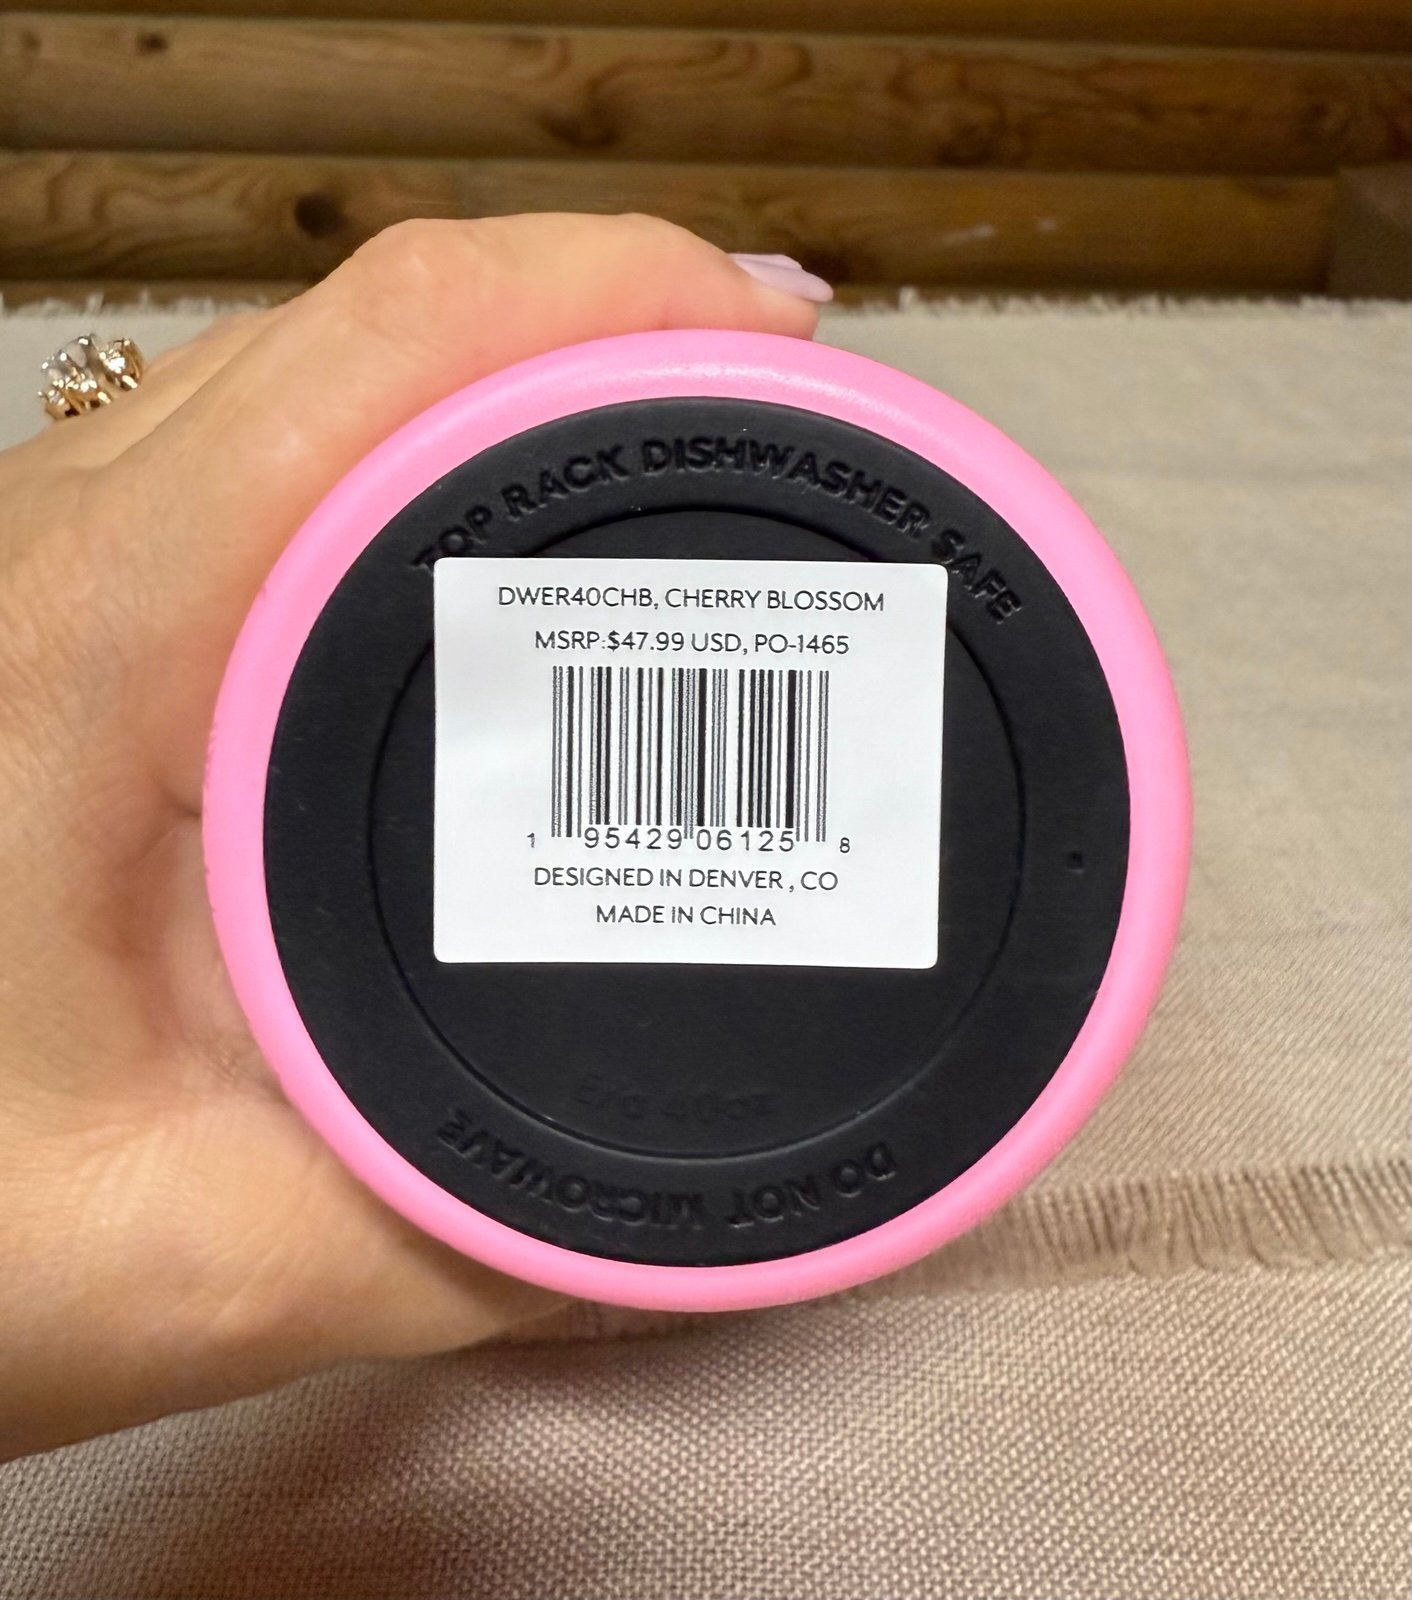 TOP RACK DISHWASHER SAFE
DWER40CHB, CHERRY BLOSSOM
MSRP:$47.99 USD, PO-1465
1 95429 06125 8
DESIGNED IN DENVER , CO
MADE IN CHINA
DO NOT MICROWAVE